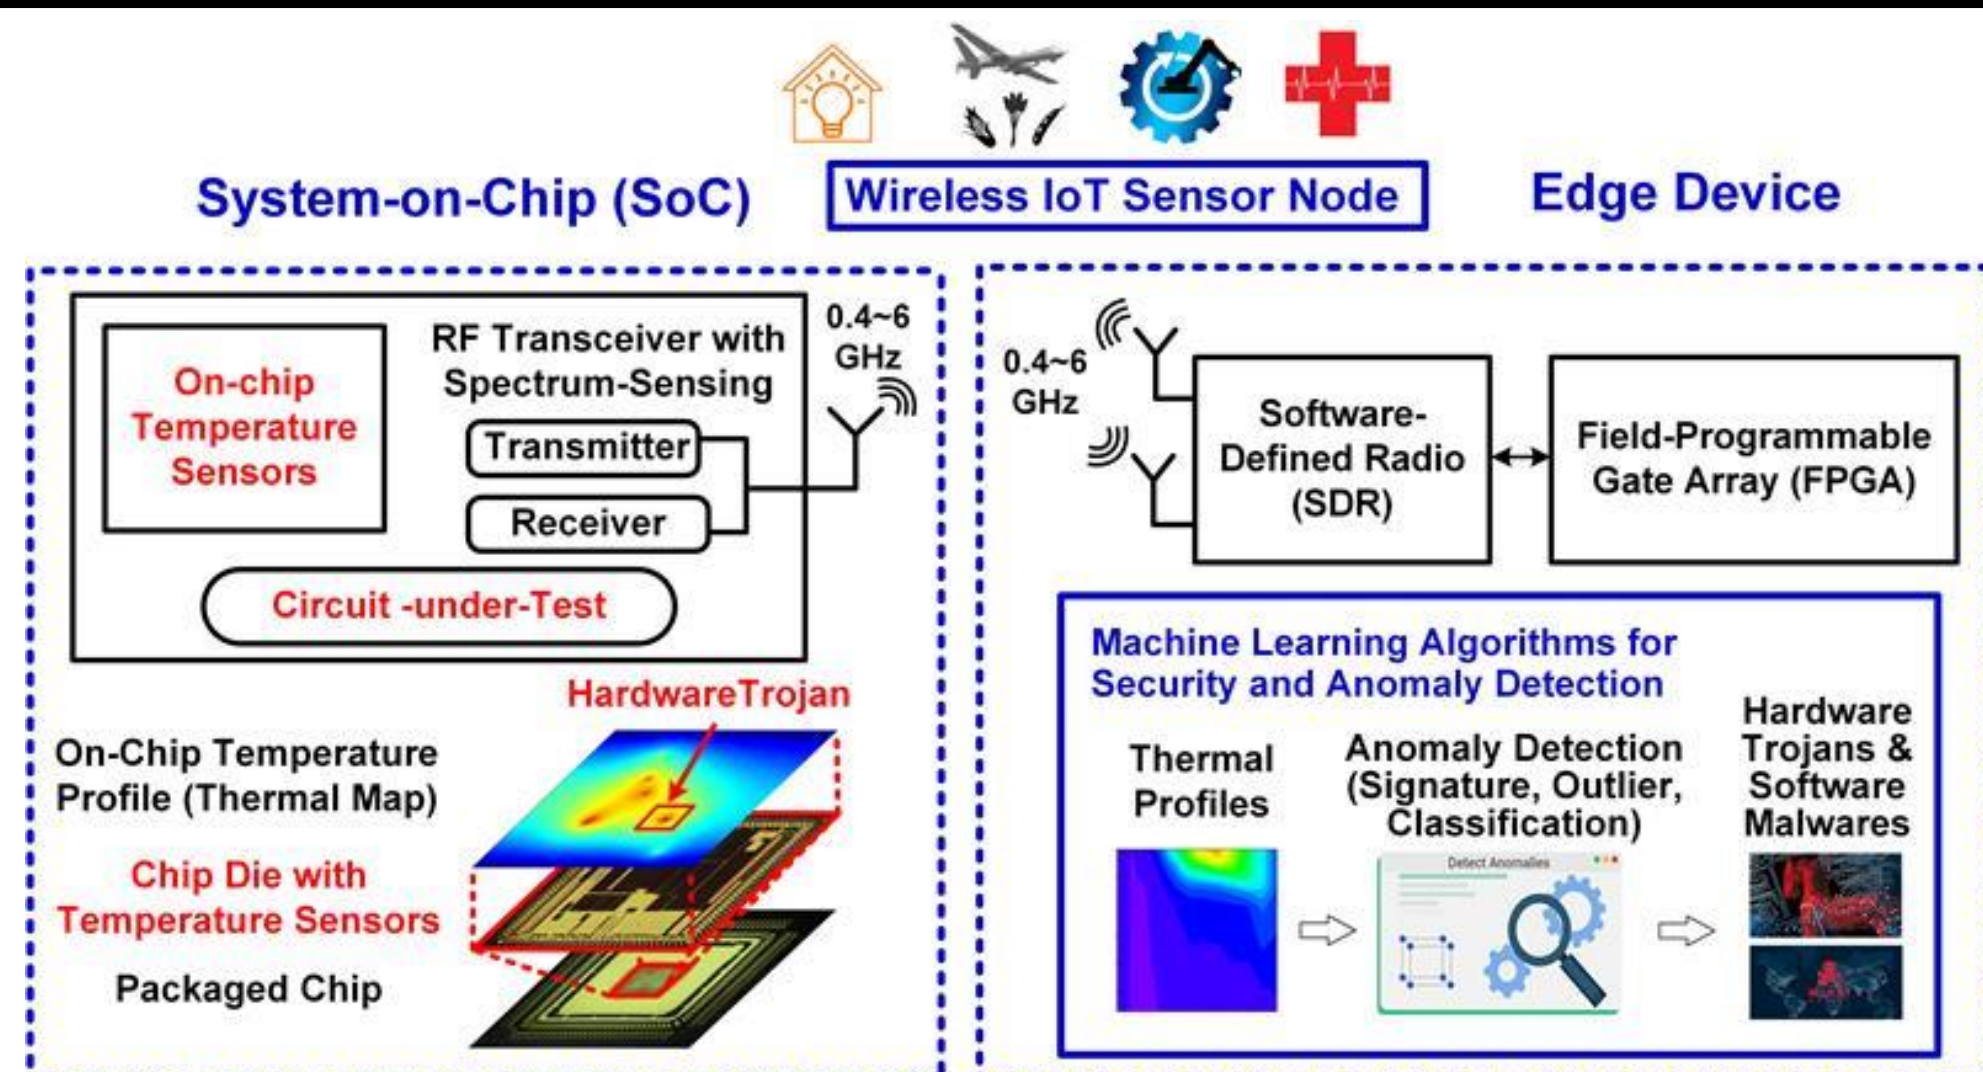 System-on-Chip (SoC)
Wireless IoT Sensor Node
Edge Device
On-chip
Temperature
Sensors
RF Transceiver with
Spectrum-Sensing
Transmitter
Receiver
Circuit -under-Test
0.4~6
GHz
HardwareTrojan
On-Chip Temperature
Profile (Thermal Map)
Chip Die with
Temperature Sensors
Packaged Chip
0.4~6
GHz
Software-
Defined Radio
(SDR)
Field-Programmable
Gate Array (FPGA)
Machine Learning Algorithms for
Security and Anomaly Detection
Thermal
Profiles
Anomaly Detection
(Signature, Outlier,
Classification)
Hardware
Trojans &
Software
Malwares
Detect Anomalies